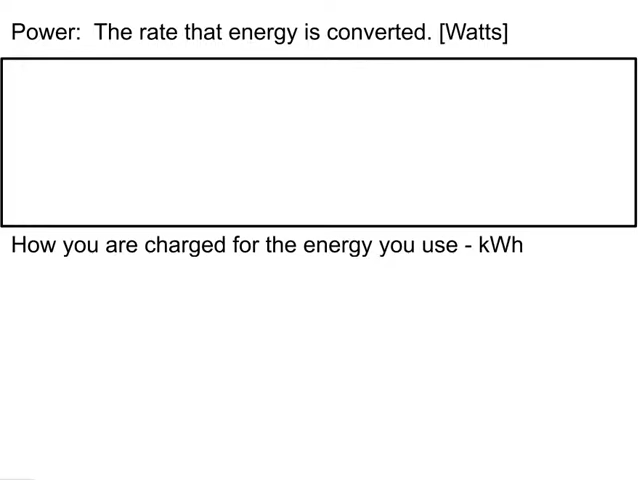 Power:  The rate that energy is converted. [Watts]
How you are charged for the energy you use - kWh